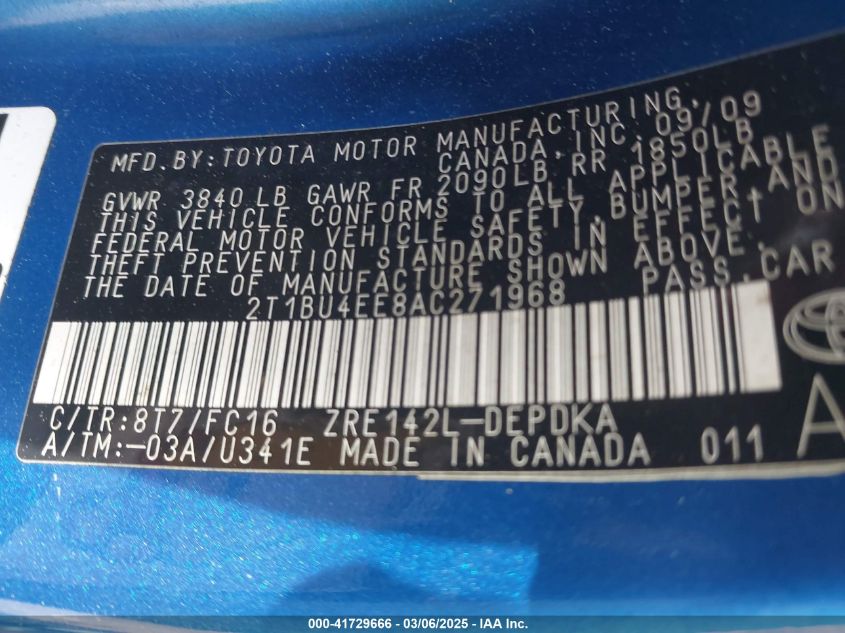 MFD.BY:TOYOTA MOTOR MANUFACTURING,
CANADA,INC. 09/09
GVWR 3840 LB GAWR FR 2090LB RR 1850LB
THIS VEHICLE CONFORMS TO ALL APPLICABLE
FEDERAL MOTOR VEHICLE SAFETY,BUMPER,AND
THEFT PREVENTION STANDARDS IN EFFECT ON
THE DATE OF MANUFACTURE SHOWN ABOVE.
2T1BU4EE8AC271968 PASS.CAR
C/TR:8T7/FC16 ZRE142L-DEPDKA
A/TM:-03A/U341E MADE IN CANADA 011
A
000-41729666 - 03/06/2025 - IAA Inc.